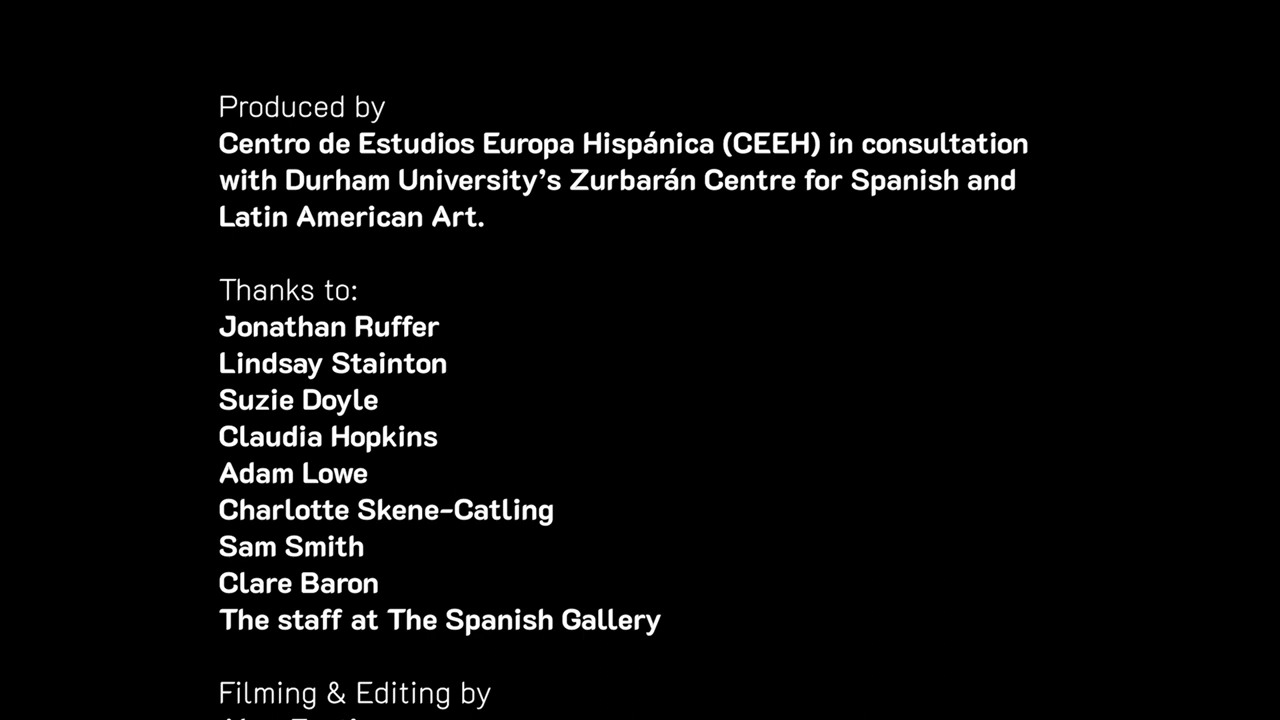 Produced by
Centro de Estudios Europa Hispánica (CEEH) in consultation
with Durham University’s Zurbarán Centre for Spanish and
Latin American Art.
Thanks to:
Jonathan Ruffer
Lindsay Stainton
Suzie Doyle
Claudia Hopkins
Adam Lowe
Charlotte Skene-Catling
Sam Smith
Clare Baron
The staff at The Spanish Gallery
Filming & Editing by